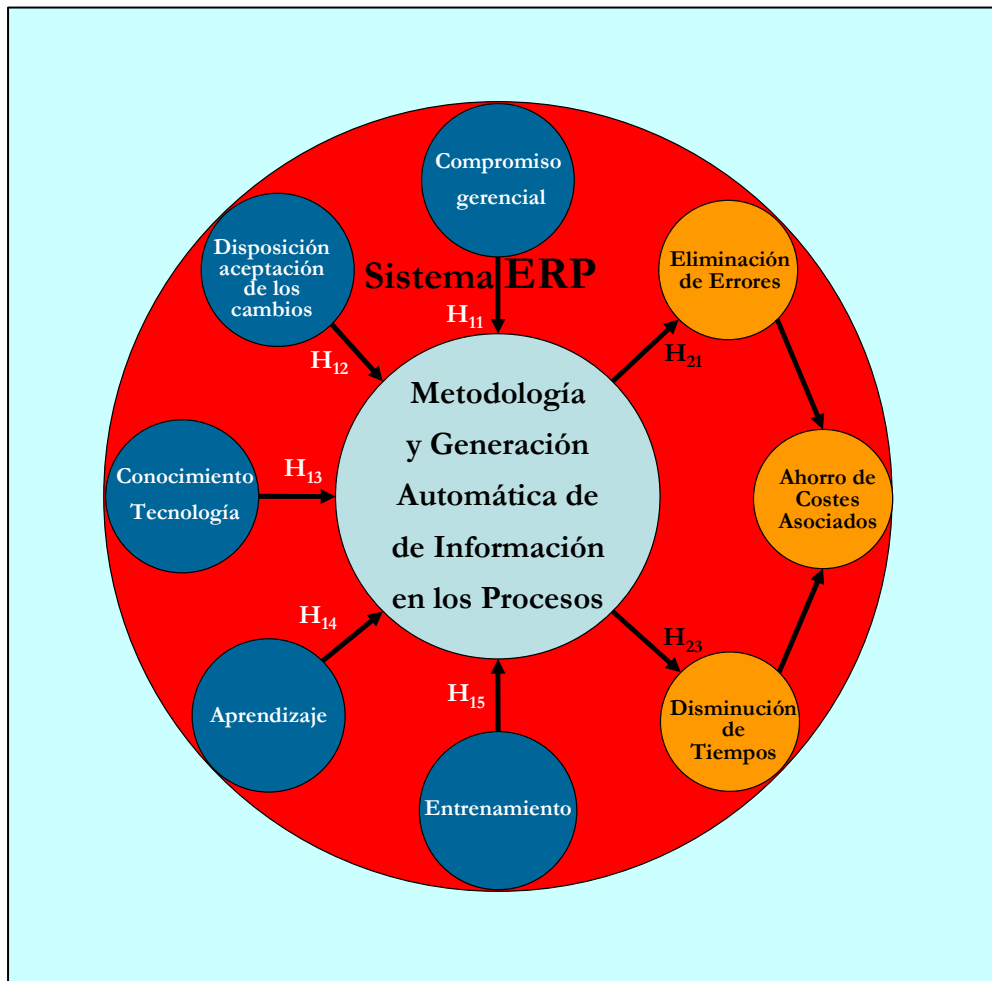 Compromiso
gerencial
Disposición
aceptación
de los
cambios
Sistema ERP
Eliminación
de Errores
H11
H12
H21
Metodología
y Generación
Automática de
de Información
en los Procesos
Conocimiento
Tecnología
H13
Ahorro de
Costes
Asociados
H14
H23
Aprendizaje
H15
Disminución
de
Tiempos
Entrenamiento